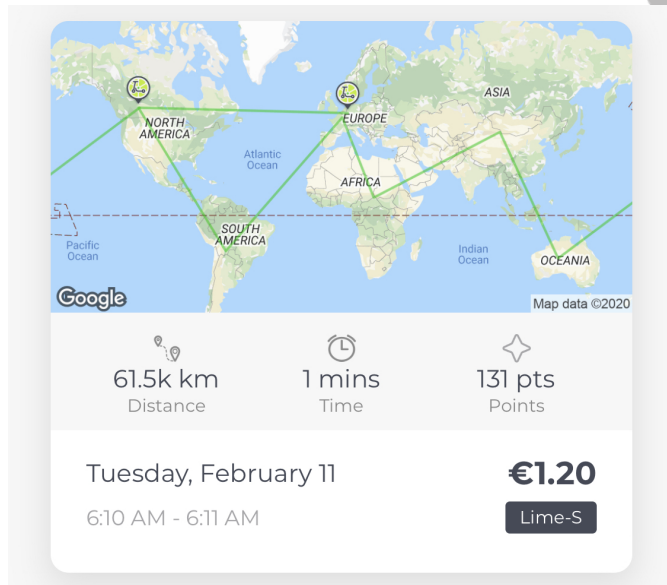 ASIA
NORTH
AMERICA
EUROPE
Atlantic
Ocean
AFRICA
SOUTH
AMERICA
Pacific
Ocean
Indian
Ocean
OCEANIA
Google
Map data ©2020
61.5k km
1 mins
131 pts
Distance
Time
Points
Tuesday, February 11
€1.20
6:10 AM - 6:11 AM
Lime-S